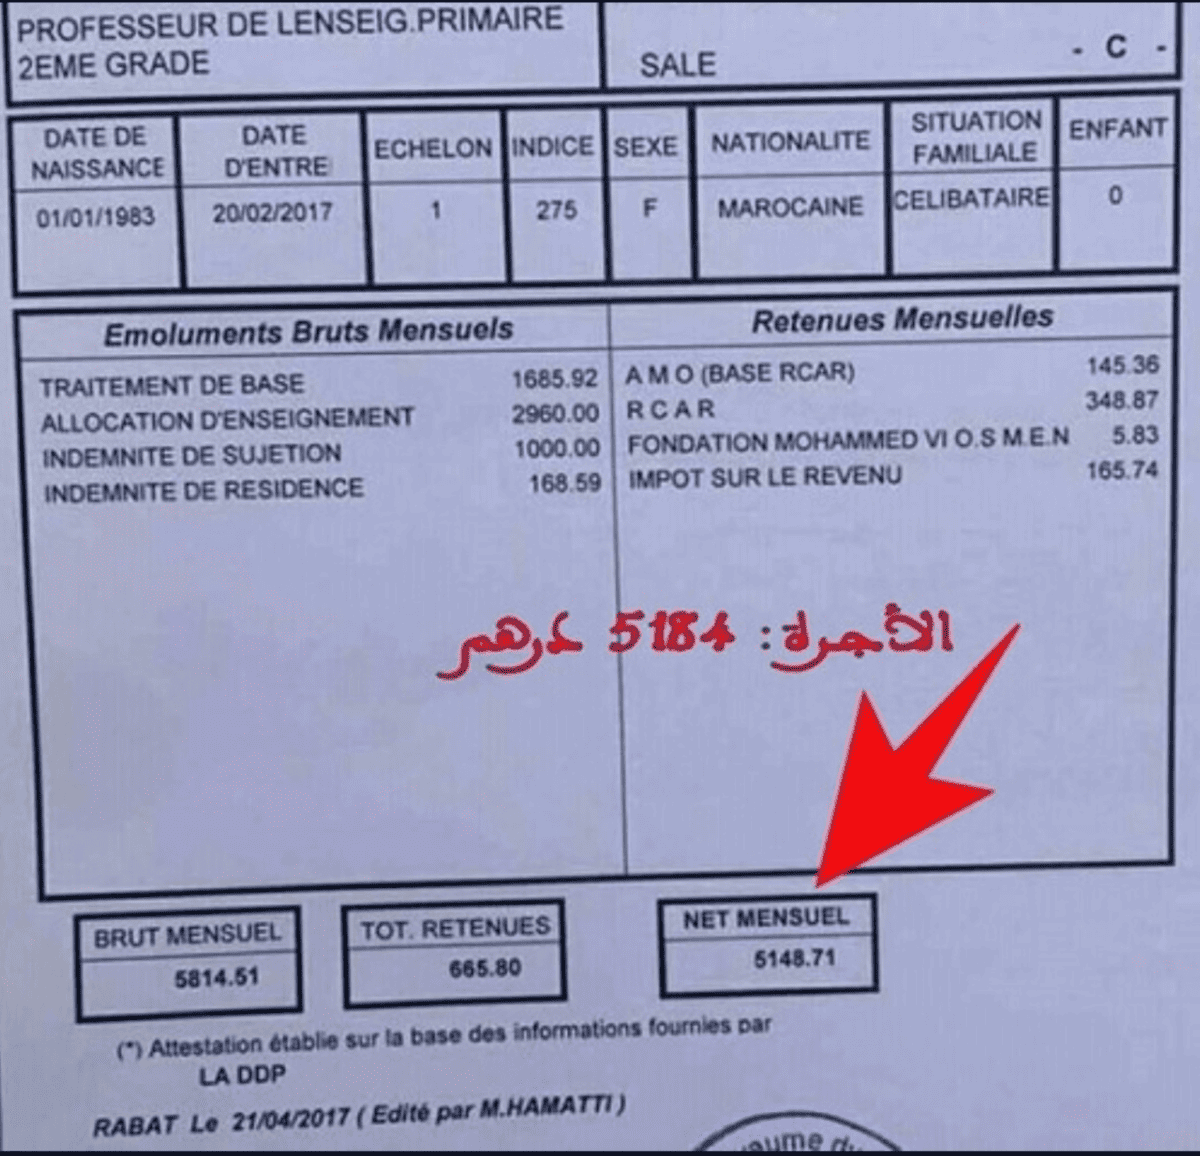 PROFESSEUR DE LENSEIG.PRIMAIRE
2EME GRADE
SALE
- C -
DATE DE NAISSANCE
DATE D'ENTRE
ECHELON
INDICE
SEXE
NATIONALITE
SITUATION FAMILIALE
ENFANT
01/01/1983
20/02/2017
1
275
F
MAROCAINE
CELIBATAIRE
0
Emoluments Bruts Mensuels
TRAITEMENT DE BASE 1685.92
ALLOCATION D'ENSEIGNEMENT 2960.00
INDEMNITE DE SUJETION 1000.00
INDEMNITE DE RESIDENCE 168.59
Retenues Mensuelles
A M O (BASE RCAR) 145.36
R C A R 348.87
FONDATION MOHAMMED VI O.S M.E.N 5.83
IMPOT SUR LE REVENU 165.74
الأجرة: 5184 درهم
BRUT MENSUEL
5814.51
TOT. RETENUES
665.80
NET MENSUEL
5148.71
(*) Attestation établie sur la base des informations fournies par
LA DDP
RABAT Le 21/04/2017 ( Edité par M.HAMATTI )